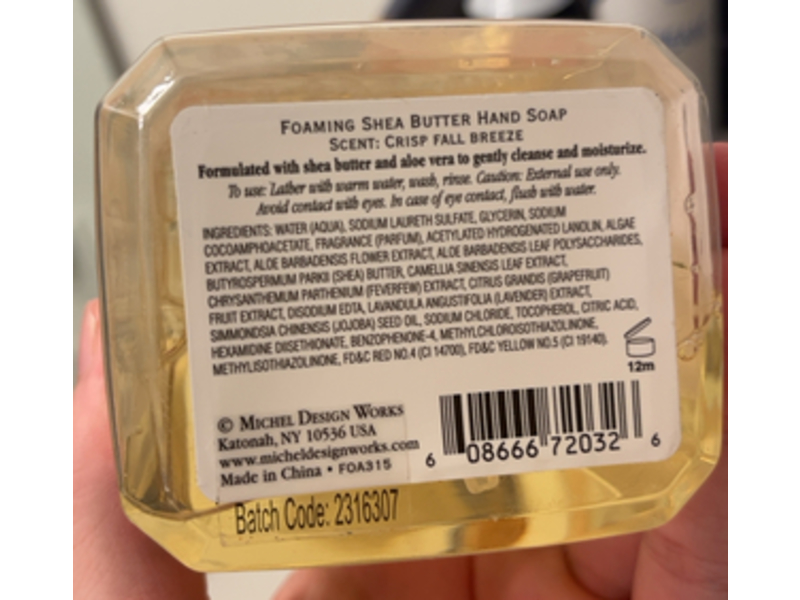 FOAMING SHEA BUTTER HAND SOAP
SCENT: CRISP FALL BREEZE
Formulated with shea butter and aloe vera to gently cleanse and moisturize.
To use: Lather with warm water, wash, rinse. Caution: External use only.
Avoid contact with eyes. In case of eye contact, flush with water.
INGREDIENTS: WATER (AQUA), SODIUM LAURETH SULFATE, GLYCERIN, SODIUM
COCOAMPHOACETATE, FRAGRANCE (PARFUM), ACETYLATED HYDROGENATED LANOLIN, ALGAE
EXTRACT, ALOE BARBADENSIS FLOWER EXTRACT, ALOE BARBADENSIS LEAF POLYSACCHARIDES,
BUTYROSPERMUM PARKII (SHEA) BUTTER, CAMELLIA SINENSIS LEAF EXTRACT,
CHRYSANTHEMUM PARTHENIUM (FEVERFEW) EXTRACT, CITRUS GRANDIS (GRAPEFRUIT)
FRUIT EXTRACT, DISODIUM EDTA, LAVANDULA ANGUSTIFOLIA (LAVENDER) EXTRACT,
SIMMONDSIA CHINENSIS (JOJOBA) SEED OIL, SODIUM CHLORIDE, TOCOPHEROL, CITRIC ACID,
HEXAMIDINE DIISETHIONATE, BENZOPHENONE-4, METHYLCHLOROISOTHIAZOLINONE,
METHYLISOTHIAZOLINONE, FD&C RED NO.4 (CI 14700), FD&C YELLOW NO.5 (CI 19140).
12m
© MICHEL DESIGN WORKS
Katonah, NY 10536 USA
www.micheldesignworks.com
Made in China • FOA315
6 08666 72032 6
Batch Code: 2316307